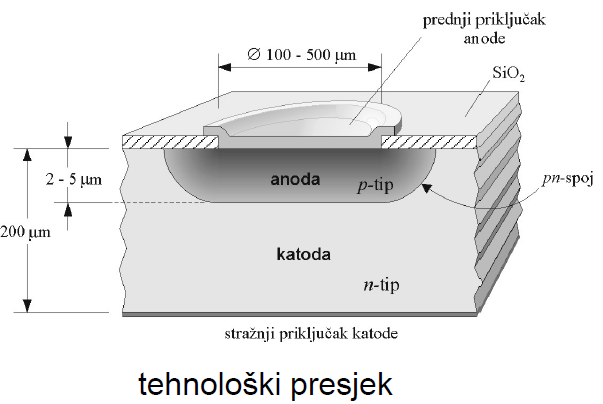 prednji priključak
anode
Ø 100 - 500 µm
SiO₂
2 - 5 µm
anoda
p-tip
pn-spoj
200 µm
katoda
n-tip
stražnji priključak katode
tehnološki presjek